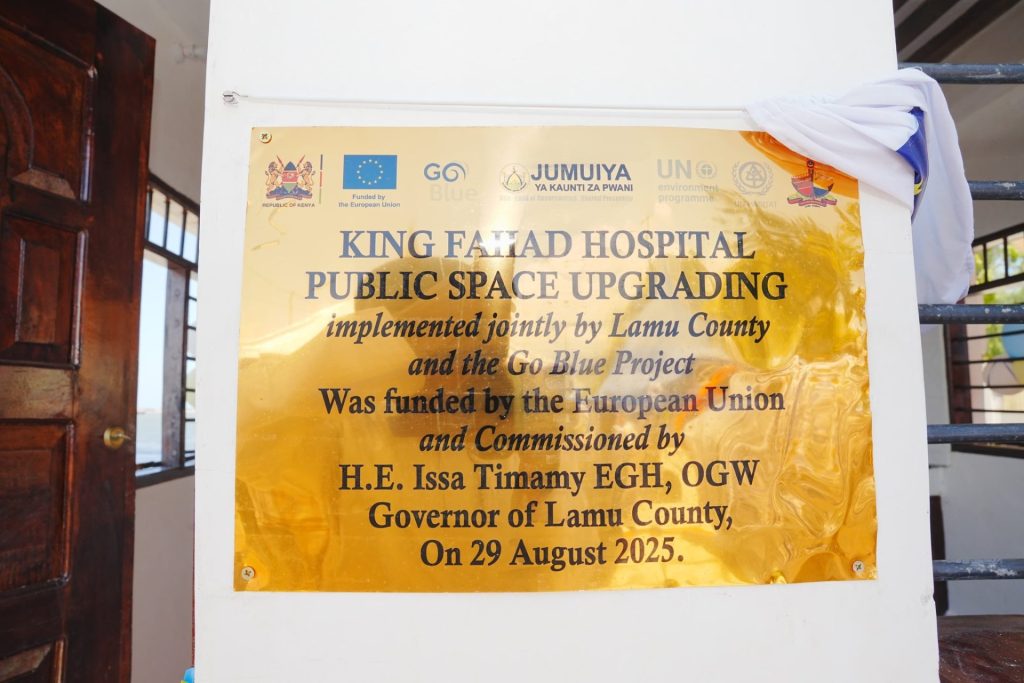 REPUBLIC OF KENYA
Funded by
the European Union
GO
Blue
JUMUIYA
YA KAUNTI ZA PWANI
UN
environment
programme
KING FAHAD HOSPITAL
PUBLIC SPACE UPGRADING
implemented jointly by Lamu County
and the Go Blue Project
Was funded by the European Union
and Commissioned by
H.E. Issa Timamy EGH, OGW
Governor of Lamu County,
On 29 August 2025.